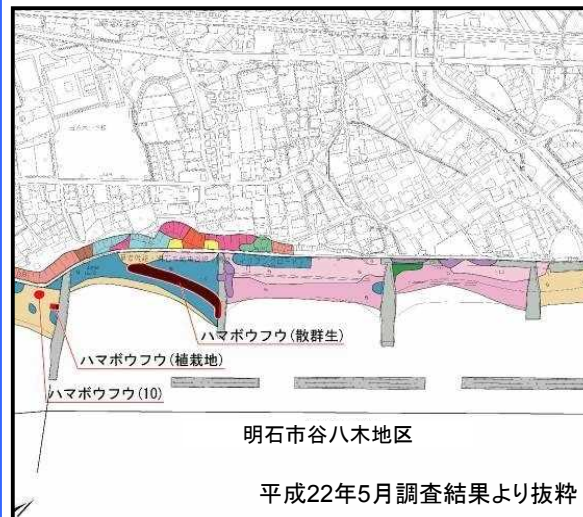 ハマボウフウ(散群生)
ハマボウフウ(植栽地)
ハマボウフウ(10)
明石市谷八木地区
平成22年5月調査結果より抜粋